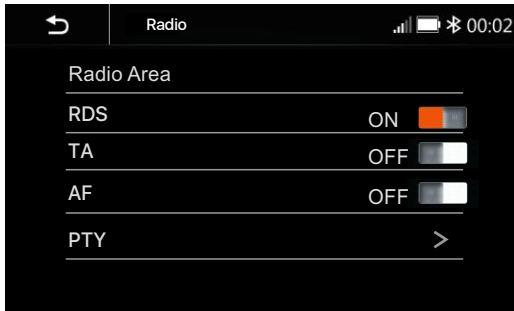 Radio 00:02
Radio Area
RDS ON
TA OFF
AF OFF
PTY >